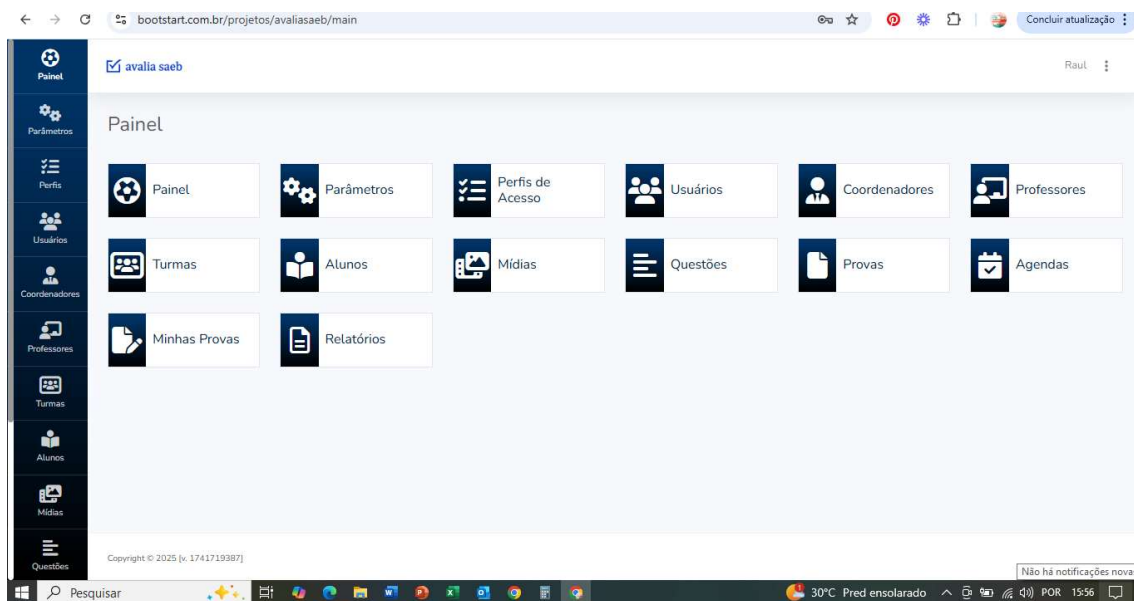 bootstart.com.br/projetos/avaliasaeb/main
Concluir atualização
Painel
avalia saeb
Raul
Parâmetros
Painel
Perfis
Painel
Parâmetros
Perfis de
Acesso
Usuários
Coordenadores
Professores
Usuários
Turmas
Alunos
Mídias
Questões
Provas
Agendas
Coordenadores
Minhas Provas
Relatórios
Professores
Turmas
Alunos
Mídias
Questões
Copyright © 2025 [v. 1741719387]
Não há notificações nova
Pesquisar
30°C Pred ensolarado
POR
15:56